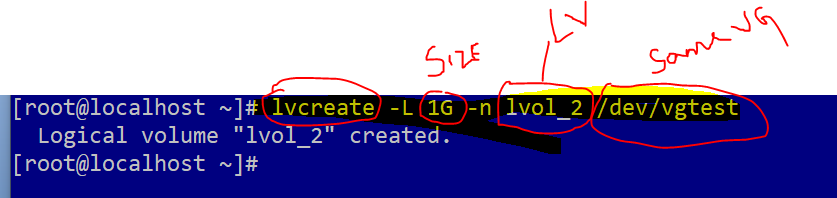 LV
SIZE
Same VG
[root@localhost ~]# lvcreate -L 1G -n lvol_2 /dev/vgtest
  Logical volume "lvol_2" created.
[root@localhost ~]#